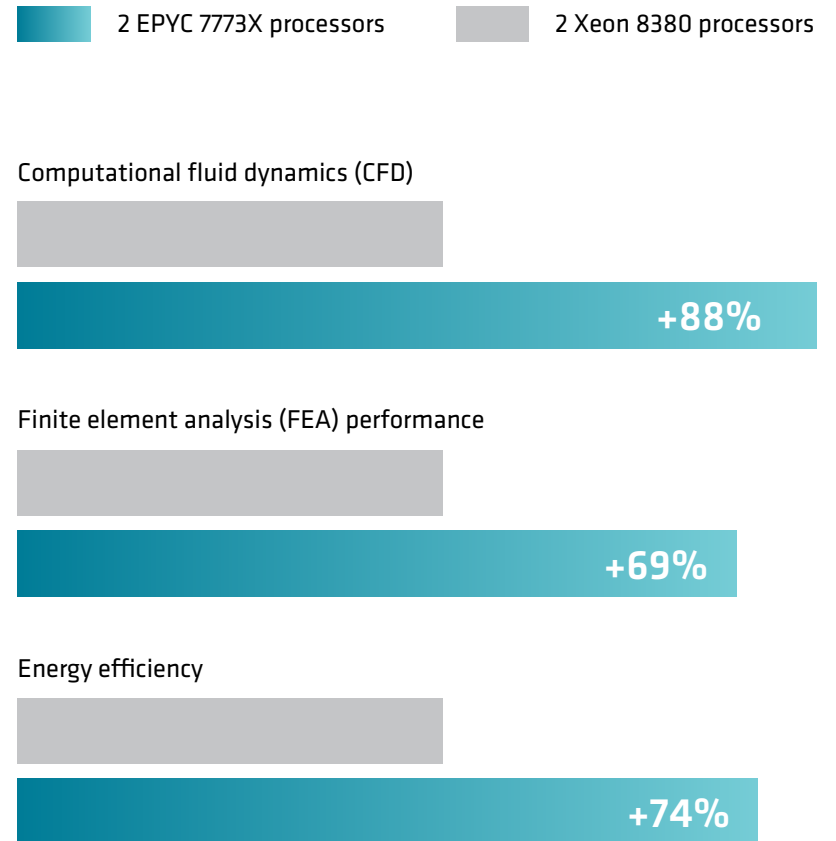 2 EPYC 7773X processors
2 Xeon 8380 processors
Computational fluid dynamics (CFD)
+88%
Finite element analysis (FEA) performance
+69%
Energy efficiency
+74%